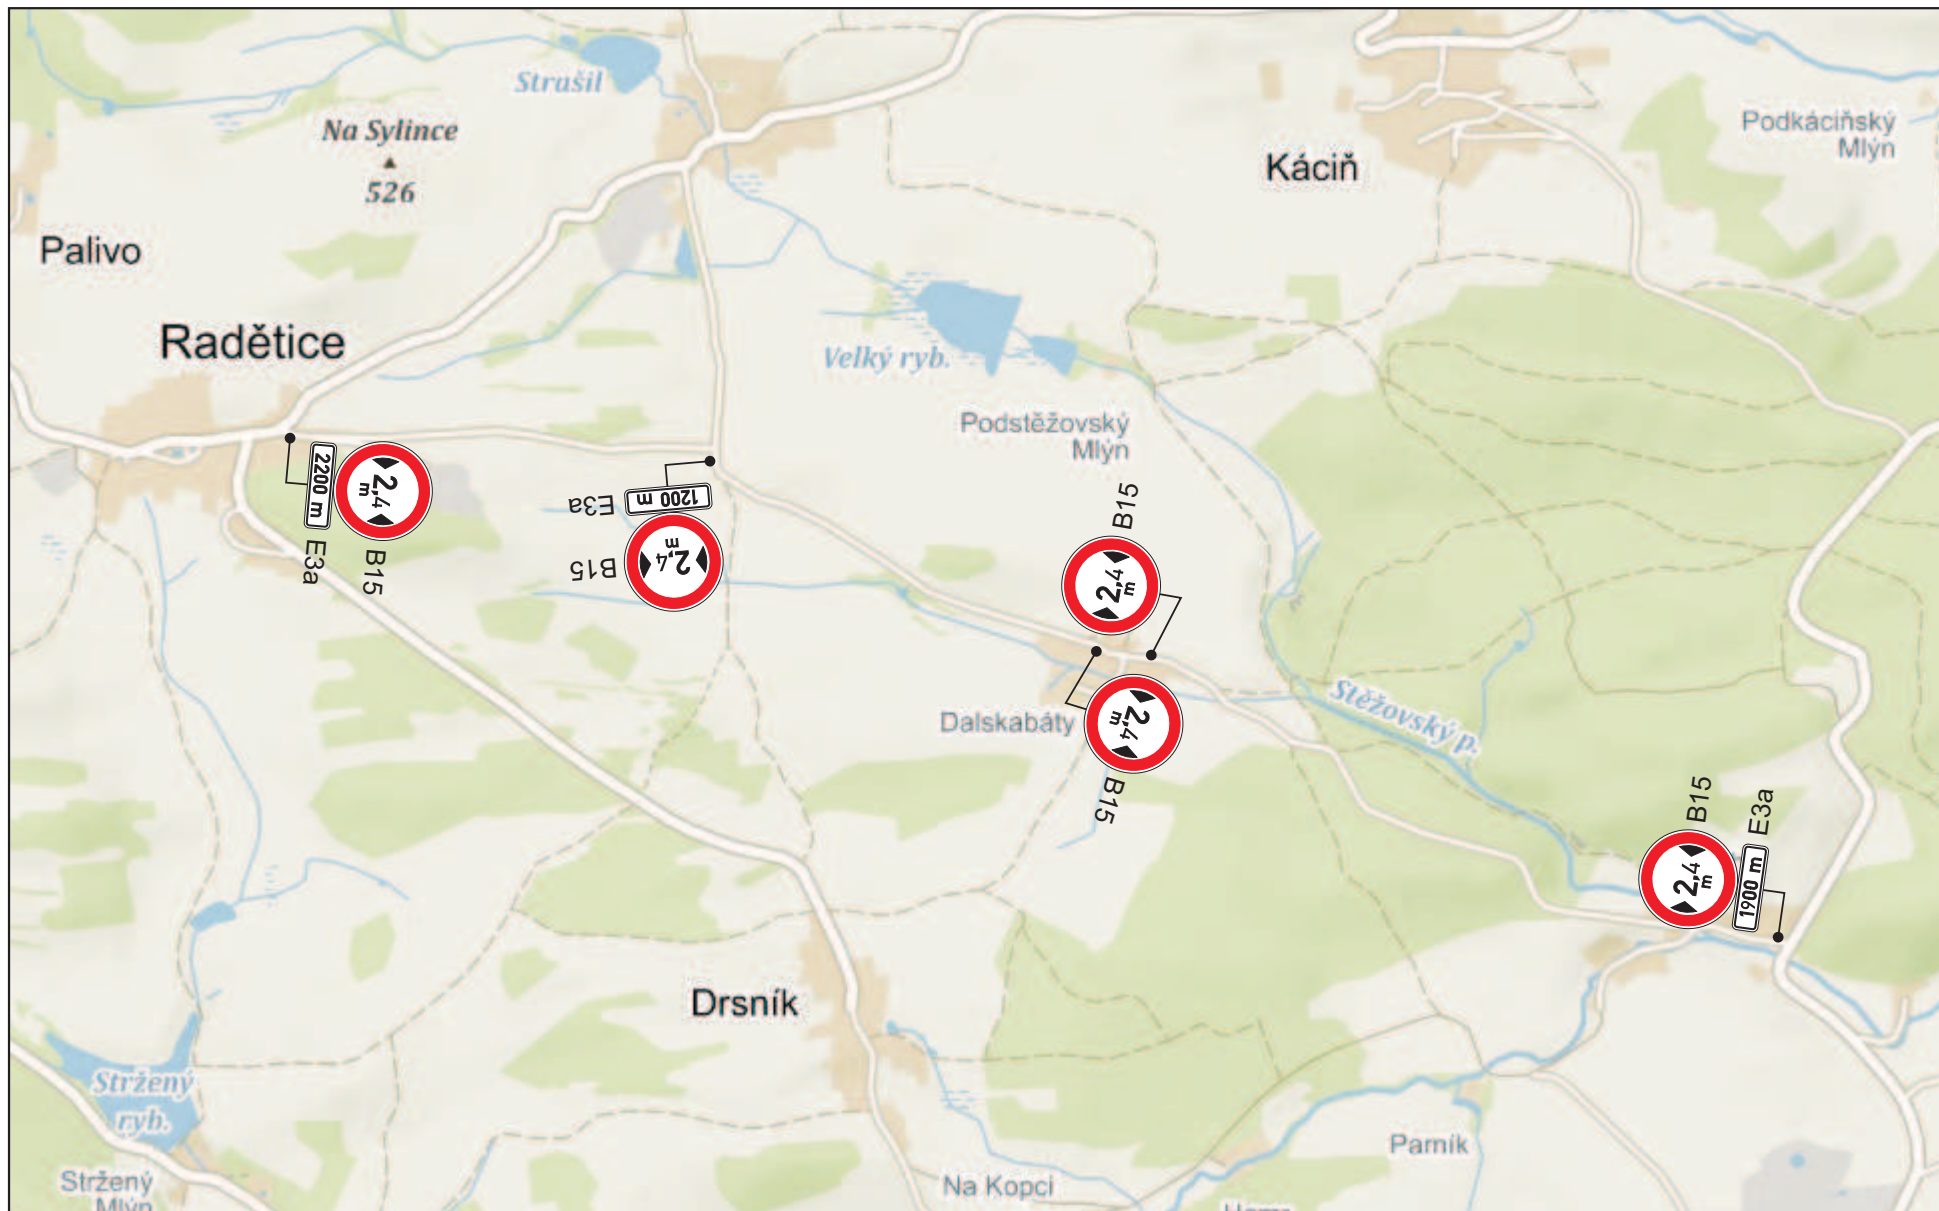 Strašil
Na Sylince
526
Podkáciňský
Mlýn
Káciň
Palivo
Radětice
Velký ryb.
Podstěžovský
Mlýn
2200 m
2,4
m
E3a
B15
1200 m
E3a
2,4
m
B15
B15
2,4
m
2,4
m
B15
Dalskabáty
Stěžovský p.
B15
E3a
2,4
m
1900 m
Drsník
Stržený
ryb.
Parník
Stržený
Mlýn
Na Kopci